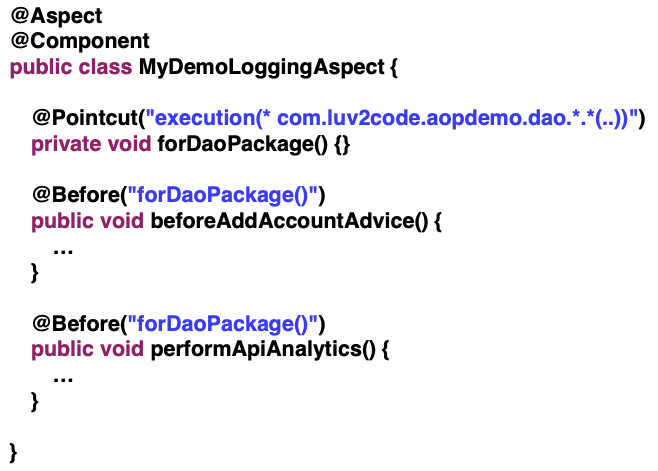 @Aspect
@Component
public class MyDemoLoggingAspect {
@Pointcut("execution(* com.luv2code.aopdemo.dao.*.*(..))")
private void forDaoPackage() {}
@Before("forDaoPackage()")
public void beforeAddAccountAdvice() {
...
}
@Before("forDaoPackage()")
public void performApiAnalytics() {
...
}
}